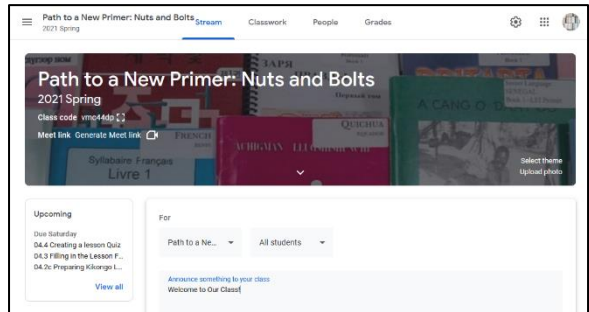 Path to a New Primer: Nuts and Bolts
2021 Spring
Stream Classwork People Grades
Path to a New Primer: Nuts and Bolts
2021 Spring
Class code vmc44dp
Meet link Generate Meet link
ЗАРЯ
FRENCH
QUICHUA
Syllabaire Français
Livre 1
A CANG O
Select theme
Upload photo
Upcoming
Due Saturday
04.4 Creating a lesson Quiz
04.3 Filling in the Lesson F...
04.2c Preparing Kikongo L...
View all
For
Path to a Ne...
All students
Announce something to your class
Welcome to Our Class!